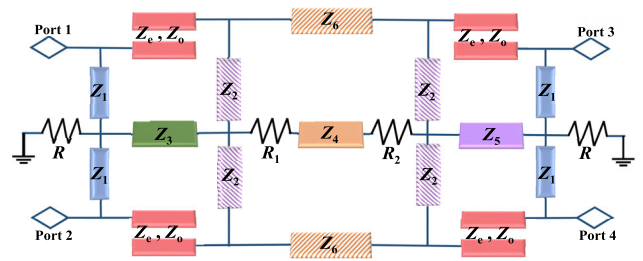 Port 1
Z6
Port 3
Ze , Zo
Ze , Zo
Z1
Z2
Z2
Z1
R
Z3
R1
Z4
R2
Z5
R
Z1
Z2
Z2
Z1
Port 2
Ze , Zo
Z6
Ze , Zo
Port 4